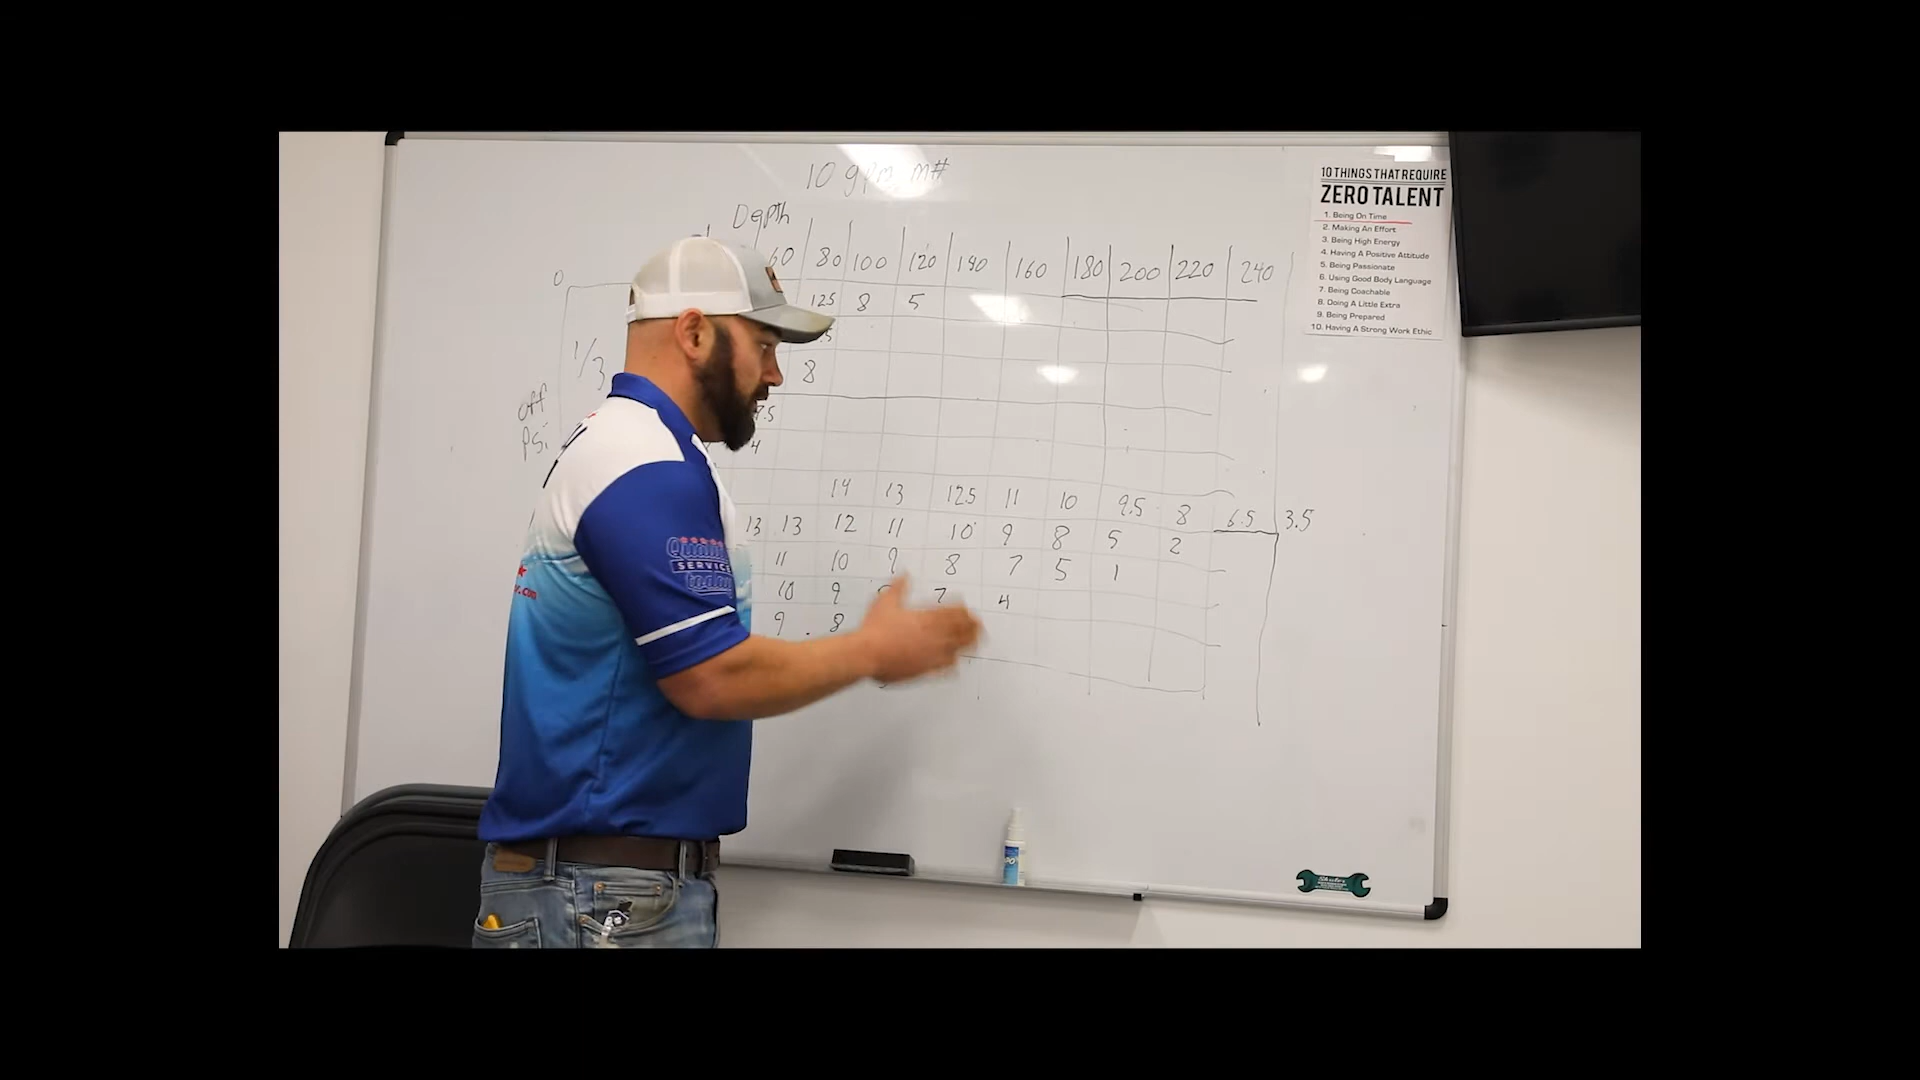 10 gpm m#
Depth
60 80 100 120 140 160 180 200 220 240
0
125 8 5
1/3
8
off
Psi
7.5
4
14 13 125 11 10 9.5 8 6.5 3.5
13 13 12 11 10 9 8 5 2
11 10 9 8 7 5 1
10 9 7 4
9 8
10 THINGS THAT REQUIRE
ZERO TALENT
1. Being On Time
2. Making An Effort
3. Being High Energy
4. Having A Positive Attitude
5. Being Passionate
6. Using Good Body Language
7. Being Coachable
8. Doing A Little Extra
9. Being Prepared
10. Having A Strong Work Ethic
Quality
SERVICE
today